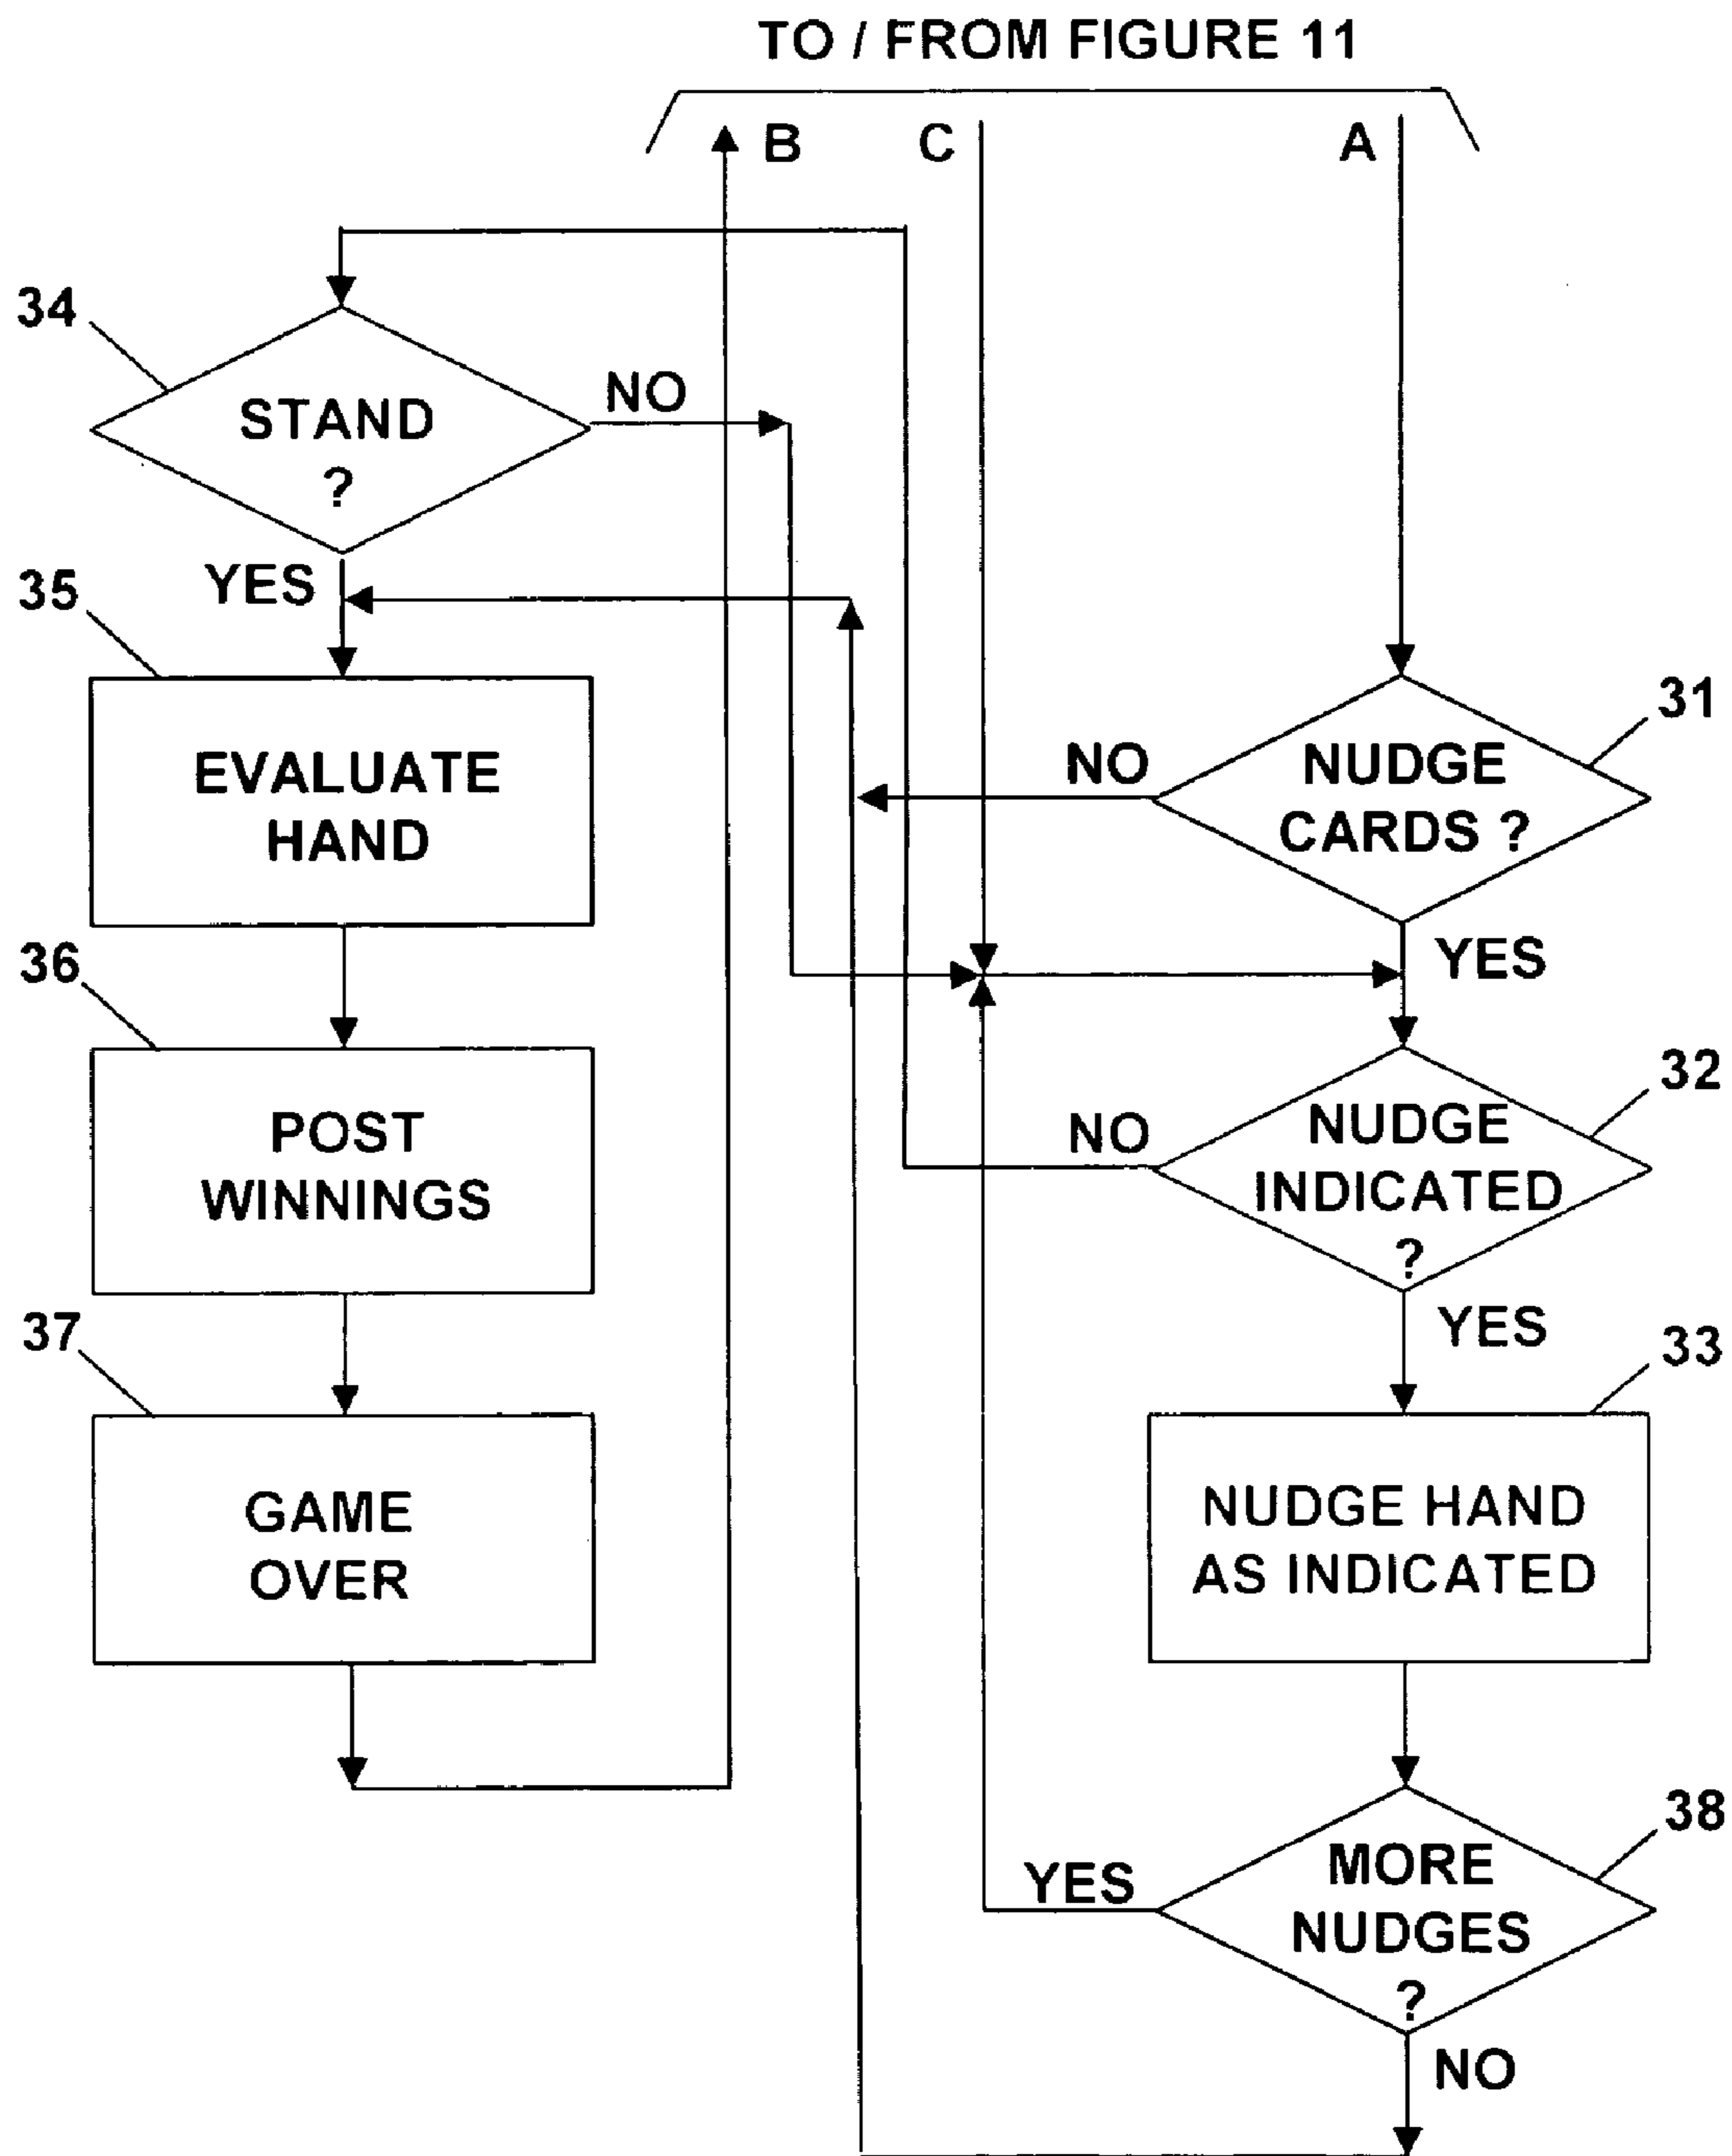 TO / FROM FIGURE 11
B
C
A
34
STAND
?
NO
YES
35
EVALUATE
HAND
36
POST
WINNINGS
37
GAME
OVER
31
NUDGE
CARDS ?
NO
YES
32
NUDGE
INDICATED
?
NO
YES
33
NUDGE HAND
AS INDICATED
38
MORE
NUDGES
?
YES
NO